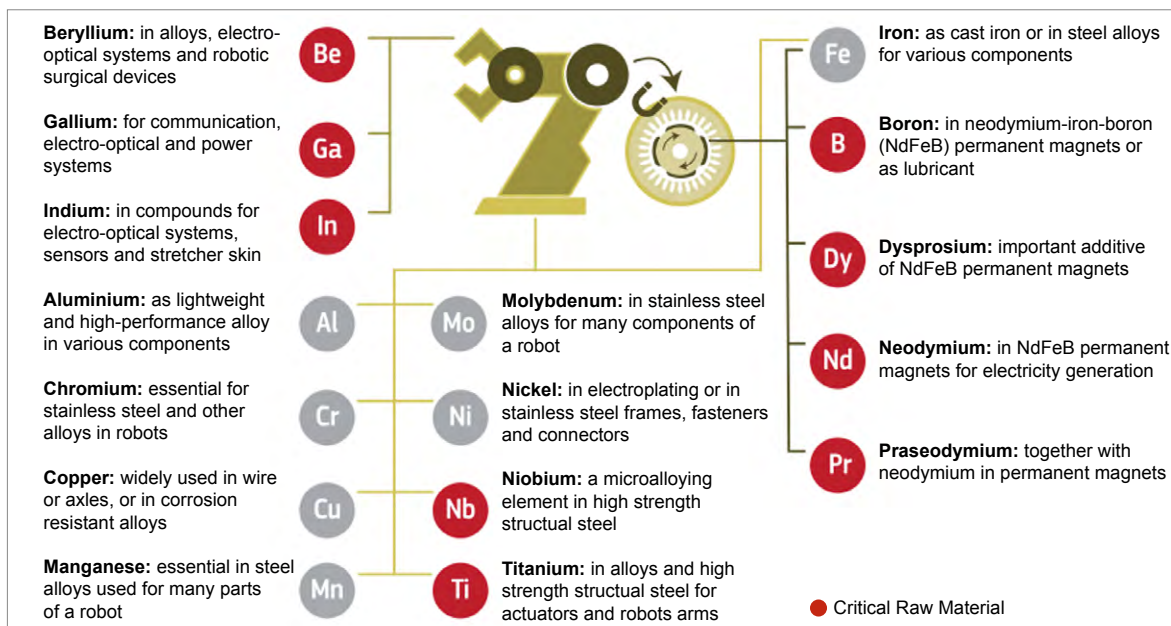 Beryllium: in alloys, electro-
optical systems and robotic
surgical devices
Be
Gallium: for communication,
electro-optical and power
systems
Ga
Indium: in compounds for
electro-optical systems,
sensors and stretcher skin
In
Aluminium: as lightweight
and high-performance alloy
in various components
Al
Chromium: essential for
stainless steel and other
alloys in robots
Cr
Copper: widely used in wire
or axles, or in corrosion
resistant alloys
Cu
Manganese: essential in steel
alloys used for many parts
of a robot
Mn
Mo
Molybdenum: in stainless steel
alloys for many components of
a robot
Ni
Nickel: in electroplating or in
stainless steel frames, fasteners
and connectors
Nb
Niobium: a microalloying
element in high strength
structual steel
Ti
Titanium: in alloys and high
strength structual steel for
actuators and robots arms
Fe
Iron: as cast iron or in steel alloys
for various components
B
Boron: in neodymium-iron-boron
(NdFeB) permanent magnets or
as lubricant
Dy
Dysprosium: important additive
of NdFeB permanent magnets
Nd
Neodymium: in NdFeB permanent
magnets for electricity generation
Pr
Praseodymium: together with
neodymium in permanent magnets
Critical Raw Material